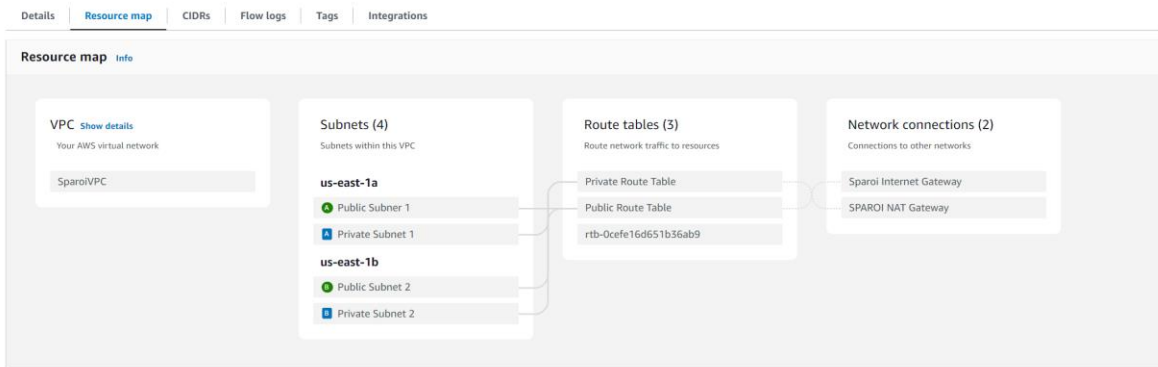 Details Resource map CIDRs Flow logs Tags Integrations
Resource map Info
VPC Show details
Your AWS virtual network
SparoiVPC
Subnets (4)
Subnets within this VPC
us-east-1a
A Public Subner 1
A Private Subnet 1
us-east-1b
B Public Subnet 2
B Private Subnet 2
Route tables (3)
Route network traffic to resources
Private Route Table
Public Route Table
rtb-0cefe16d651b36ab9
Network connections (2)
Connections to other networks
Sparoi Internet Gateway
SPAROI NAT Gateway